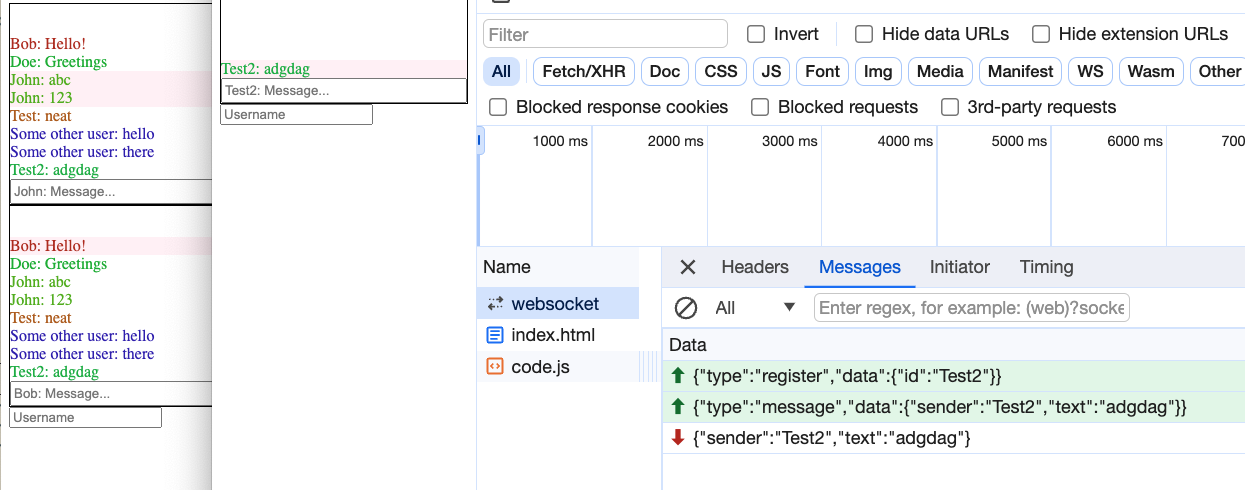 Bob: Hello!
Doe: Greetings
John: abc
John: 123
Test: neat
Some other user: hello
Some other user: there
Test2: adgdag
John: Message...
Bob: Hello!
Doe: Greetings
John: abc
John: 123
Test: neat
Some other user: hello
Some other user: there
Test2: adgdag
Bob: Message...
Username
Test2: adgdag
Test2: Message...
Username
Filter
Invert
Hide data URLs
Hide extension URLs
All Fetch/XHR Doc CSS JS Font Img Media Manifest WS Wasm Other
Blocked response cookies
Blocked requests
3rd-party requests
1000 ms 2000 ms 3000 ms 4000 ms 5000 ms 6000 ms 700
Name
websocket
index.html
code.js
Headers Messages Initiator Timing
All ▼ Enter regex, for example: (web)?socke
Data
{"type":"register","data":{"id":"Test2"}}
{"type":"message","data":{"sender":"Test2","text":"adgdag"}}
{"sender":"Test2","text":"adgdag"}